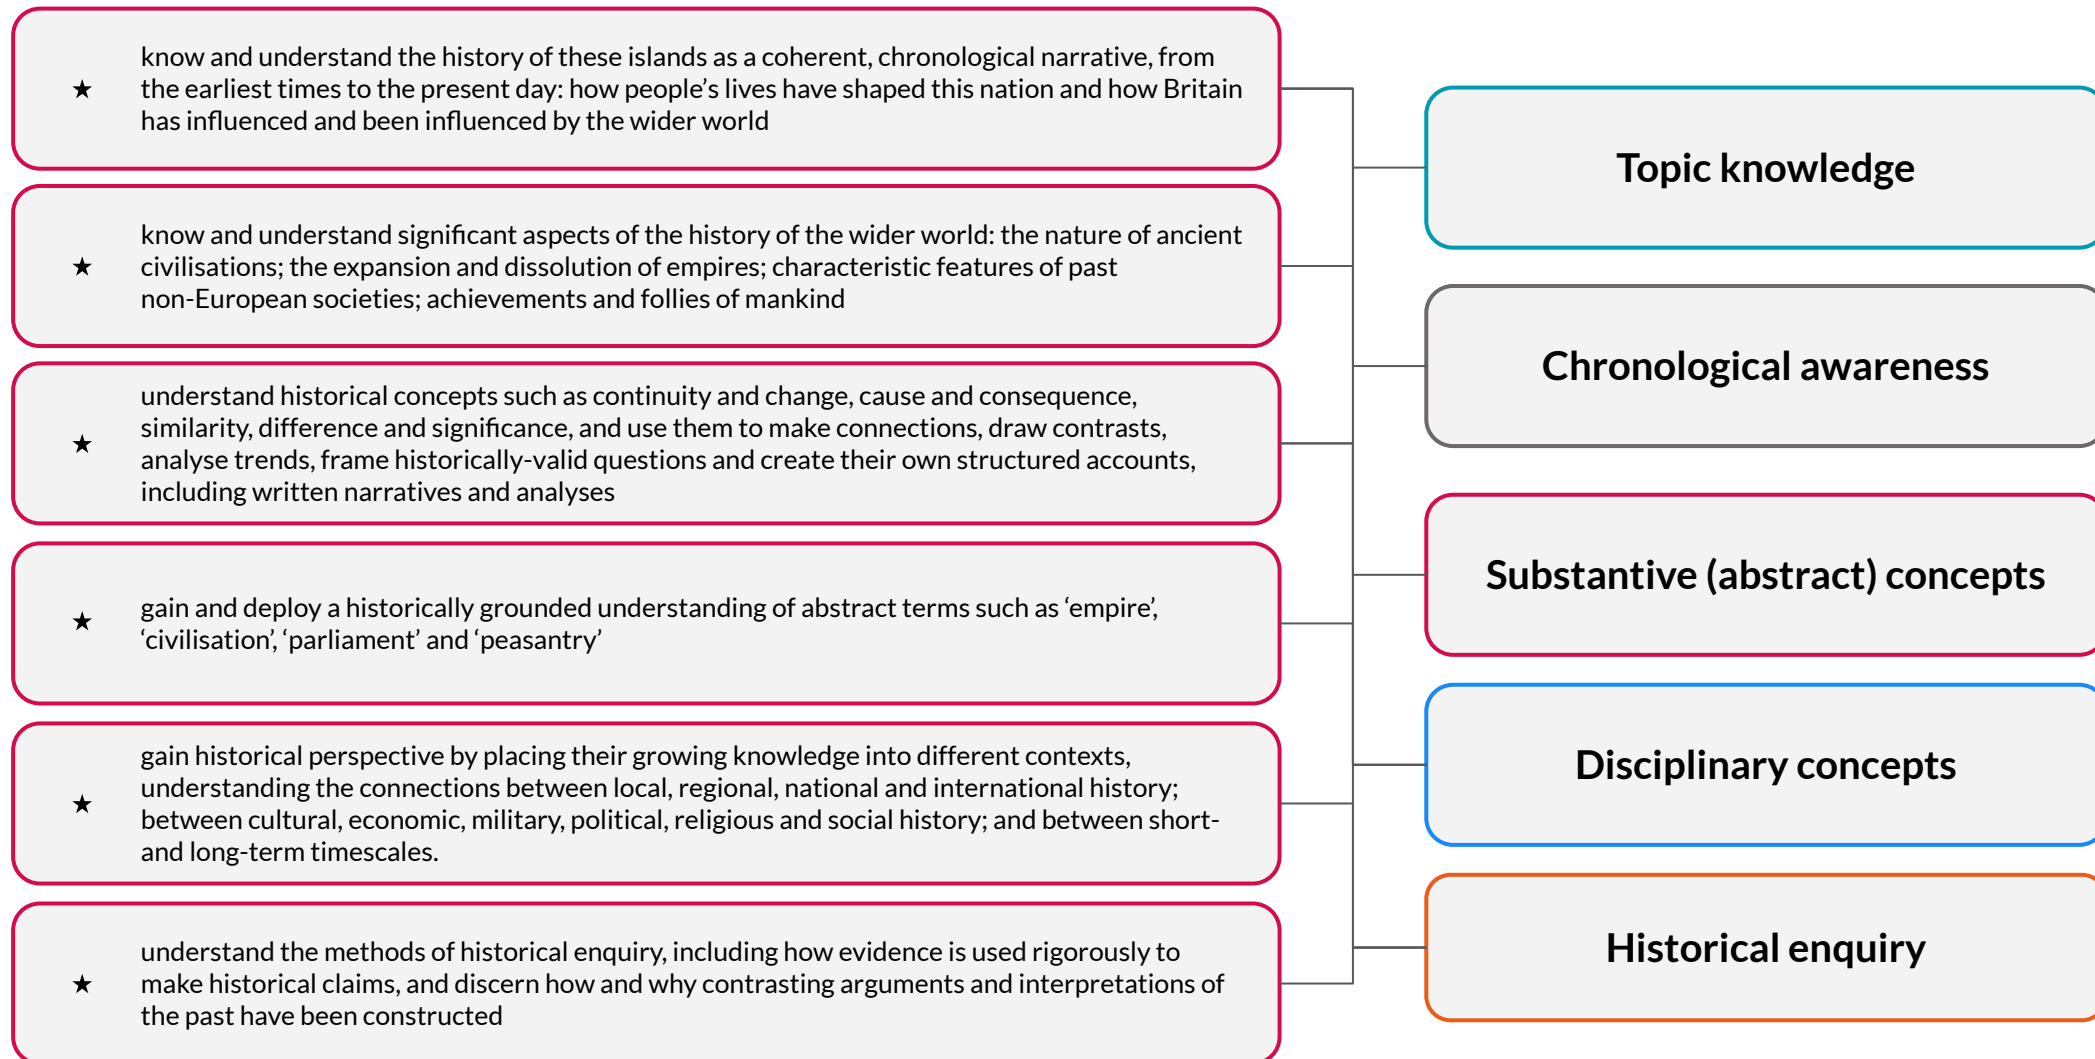 ★ know and understand the history of these islands as a coherent, chronological narrative, from
the earliest times to the present day: how people’s lives have shaped this nation and how Britain
has influenced and been influenced by the wider world
★ know and understand significant aspects of the history of the wider world: the nature of ancient
civilisations; the expansion and dissolution of empires; characteristic features of past
non-European societies; achievements and follies of mankind
★ understand historical concepts such as continuity and change, cause and consequence,
similarity, difference and significance, and use them to make connections, draw contrasts,
analyse trends, frame historically-valid questions and create their own structured accounts,
including written narratives and analyses
★ gain and deploy a historically grounded understanding of abstract terms such as ‘empire’,
‘civilisation’, ‘parliament’ and ‘peasantry’
★ gain historical perspective by placing their growing knowledge into different contexts,
understanding the connections between local, regional, national and international history;
between cultural, economic, military, political, religious and social history; and between short-
and long-term timescales.
★ understand the methods of historical enquiry, including how evidence is used rigorously to
make historical claims, and discern how and why contrasting arguments and interpretations of
the past have been constructed
Topic knowledge
Chronological awareness
Substantive (abstract) concepts
Disciplinary concepts
Historical enquiry